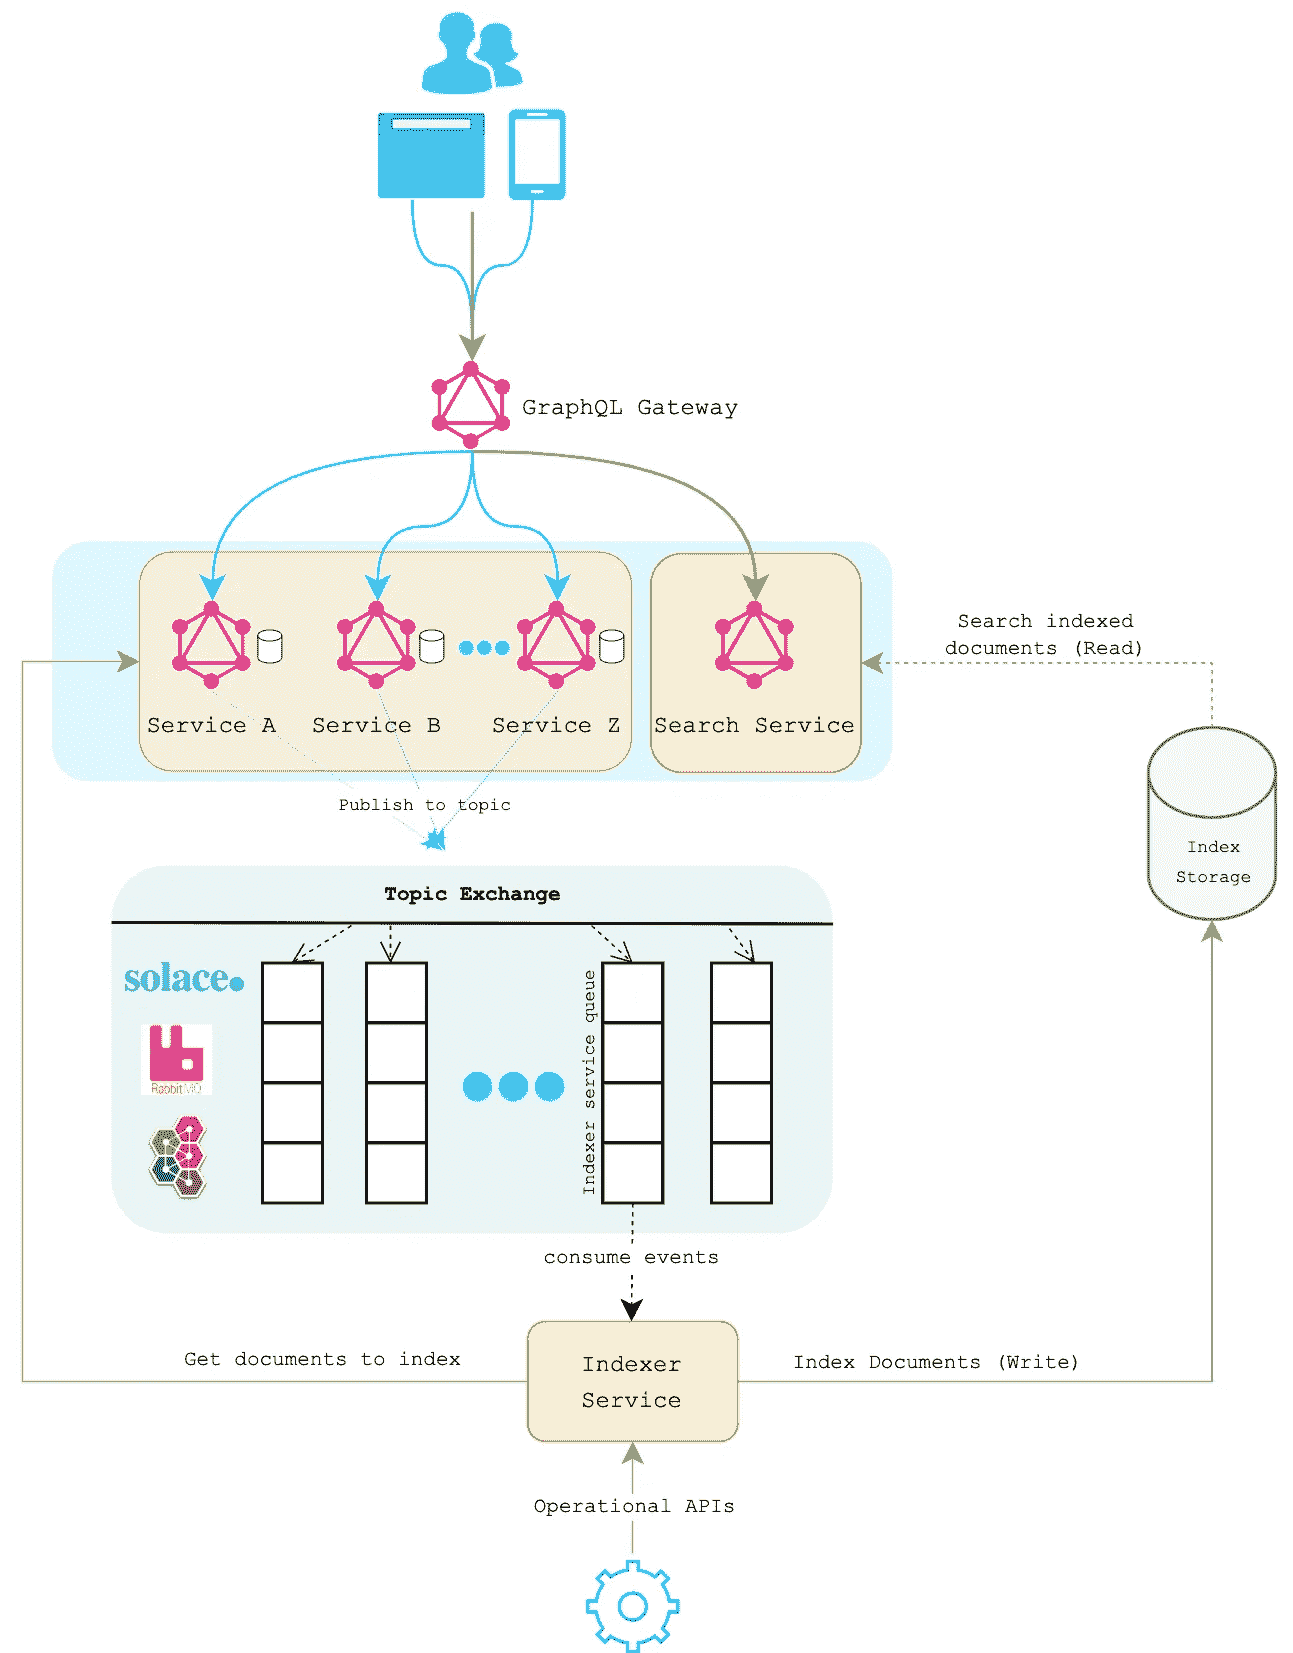 GraphQL Gateway
Search indexed
documents (Read)
Service A
Service B
Service Z
Search Service
Publish to topic
Index
Storage
Topic Exchange
solace
RabbitMQ
Indexer service queue
consume events
Get documents to index
Indexer
Service
Index Documents (Write)
Operational APIs